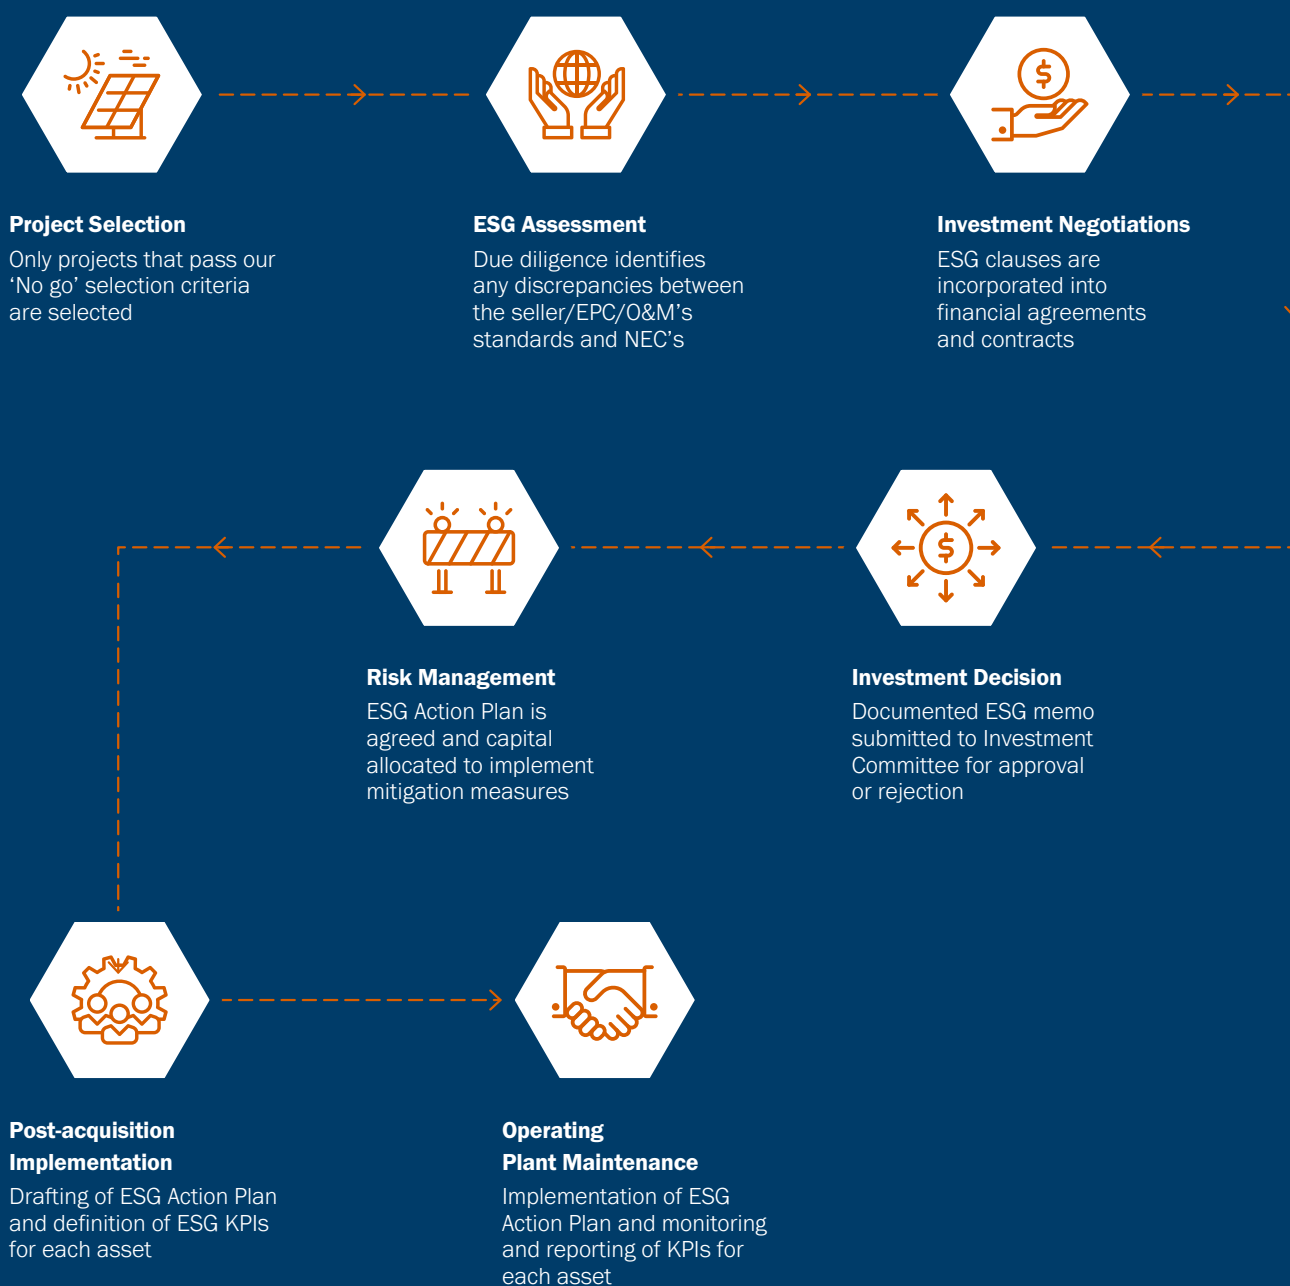 Project Selection
Only projects that pass our
‘No go’ selection criteria
are selected
ESG Assessment
Due diligence identifies
any discrepancies between
the seller/EPC/O&M’s
standards and NEC’s
Investment Negotiations
ESG clauses are
incorporated into
financial agreements
and contracts
Investment Decision
Documented ESG memo
submitted to Investment
Committee for approval
or rejection
Risk Management
ESG Action Plan is
agreed and capital
allocated to implement
mitigation measures
Post-acquisition
Implementation
Drafting of ESG Action Plan
and definition of ESG KPIs
for each asset
Operating
Plant Maintenance
Implementation of ESG
Action Plan and monitoring
and reporting of KPIs for
each asset